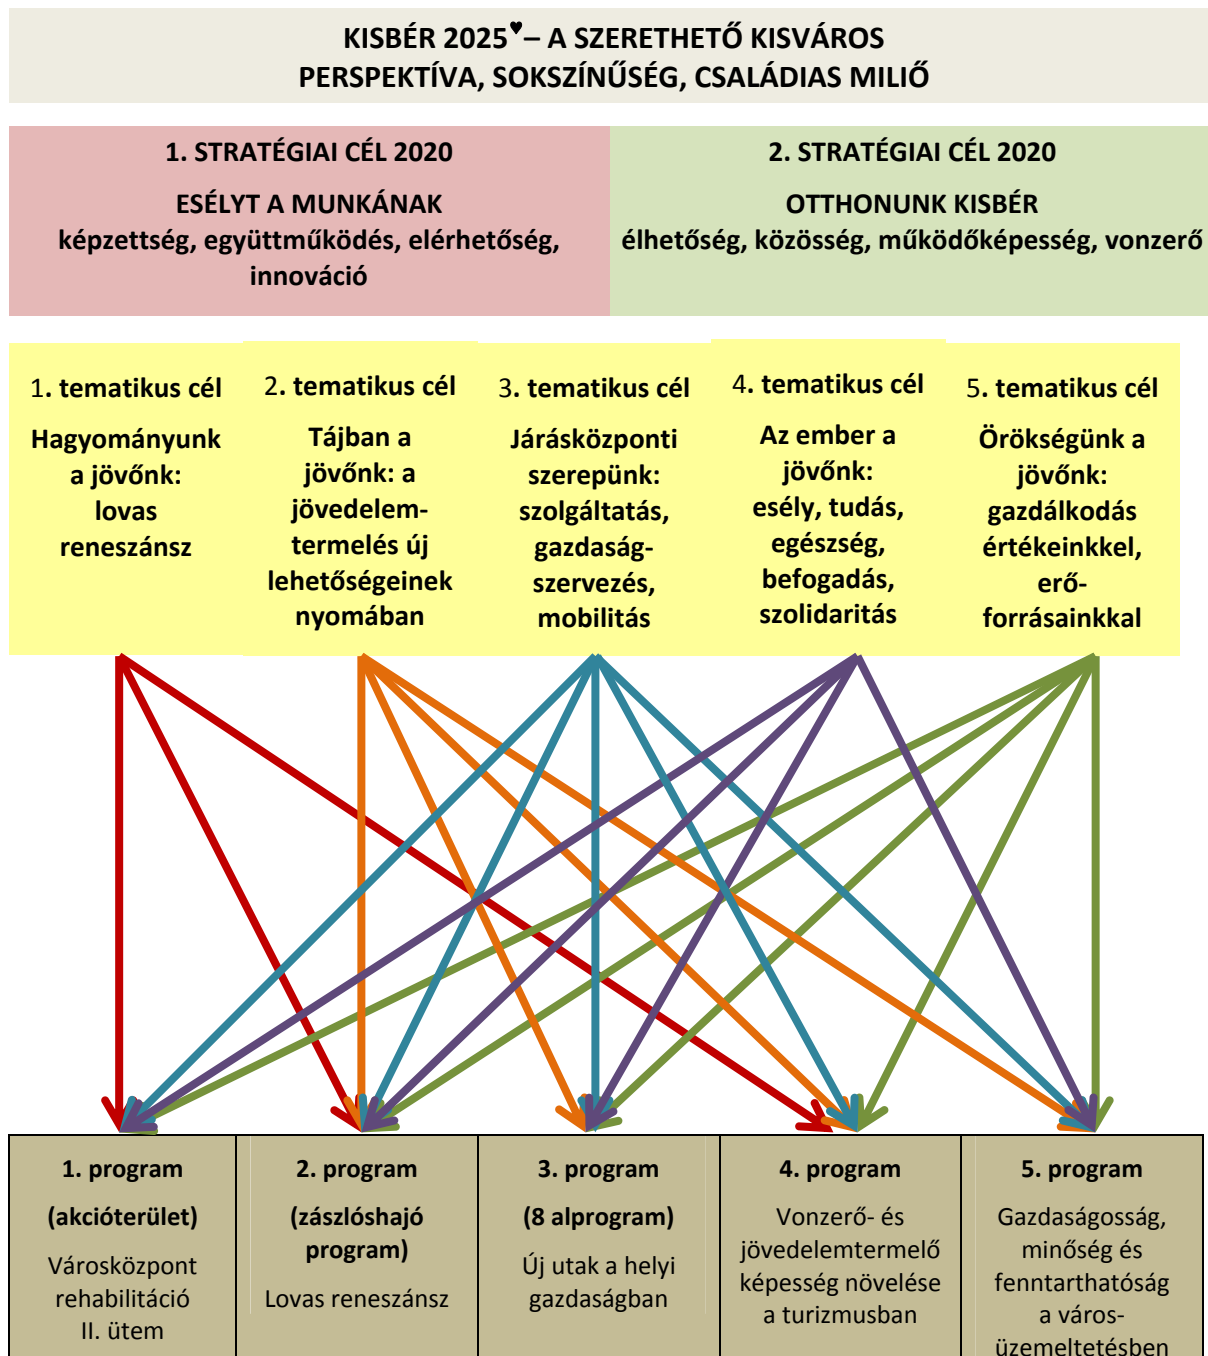 KISBÉR 2025♥– A SZERETHETŐ KISVÁROS
PERSPEKTÍVA, SOKSZÍNŰSÉG, CSALÁDIAS MILIŐ
1. STRATÉGIAI CÉL 2020
ESÉLYT A MUNKÁNAK
képzettség, együttműködés, elérhetőség,
innováció
2. STRATÉGIAI CÉL 2020
OTTHONUNK KISBÉR
élhetőség, közösség, működőképesség, vonzerő
1. tematikus cél
Hagyományunk
a jövőnk:
lovas
reneszánsz
2. tematikus cél
Tájban a
jövőnk: a
jövedelem-
termelés új
lehetőségeinek
nyomában
3. tematikus cél
Járásközponti
szerepünk:
szolgáltatás,
gazdaság-
szervezés,
mobilitás
4. tematikus cél
Az ember a
jövőnk:
esély, tudás,
egészség,
befogadás,
szolidaritás
5. tematikus cél
Örökségünk a
jövőnk:
gazdálkodás
értékeinkkel,
erő-
forrásainkkal
1. program
(akcióterület)
Városközpont
rehabilitáció
II. ütem
2. program
(zászlóshajó
program)
Lovas reneszánsz
3. program
(8 alprogram)
Új utak a helyi
gazdaságban
4. program
Vonzerő- és
jövedelemtermelő
képesség növelése
a turizmusban
5. program
Gazdaságosság,
minőség és
fenntarthatóság
a város-
üzemeltetésben